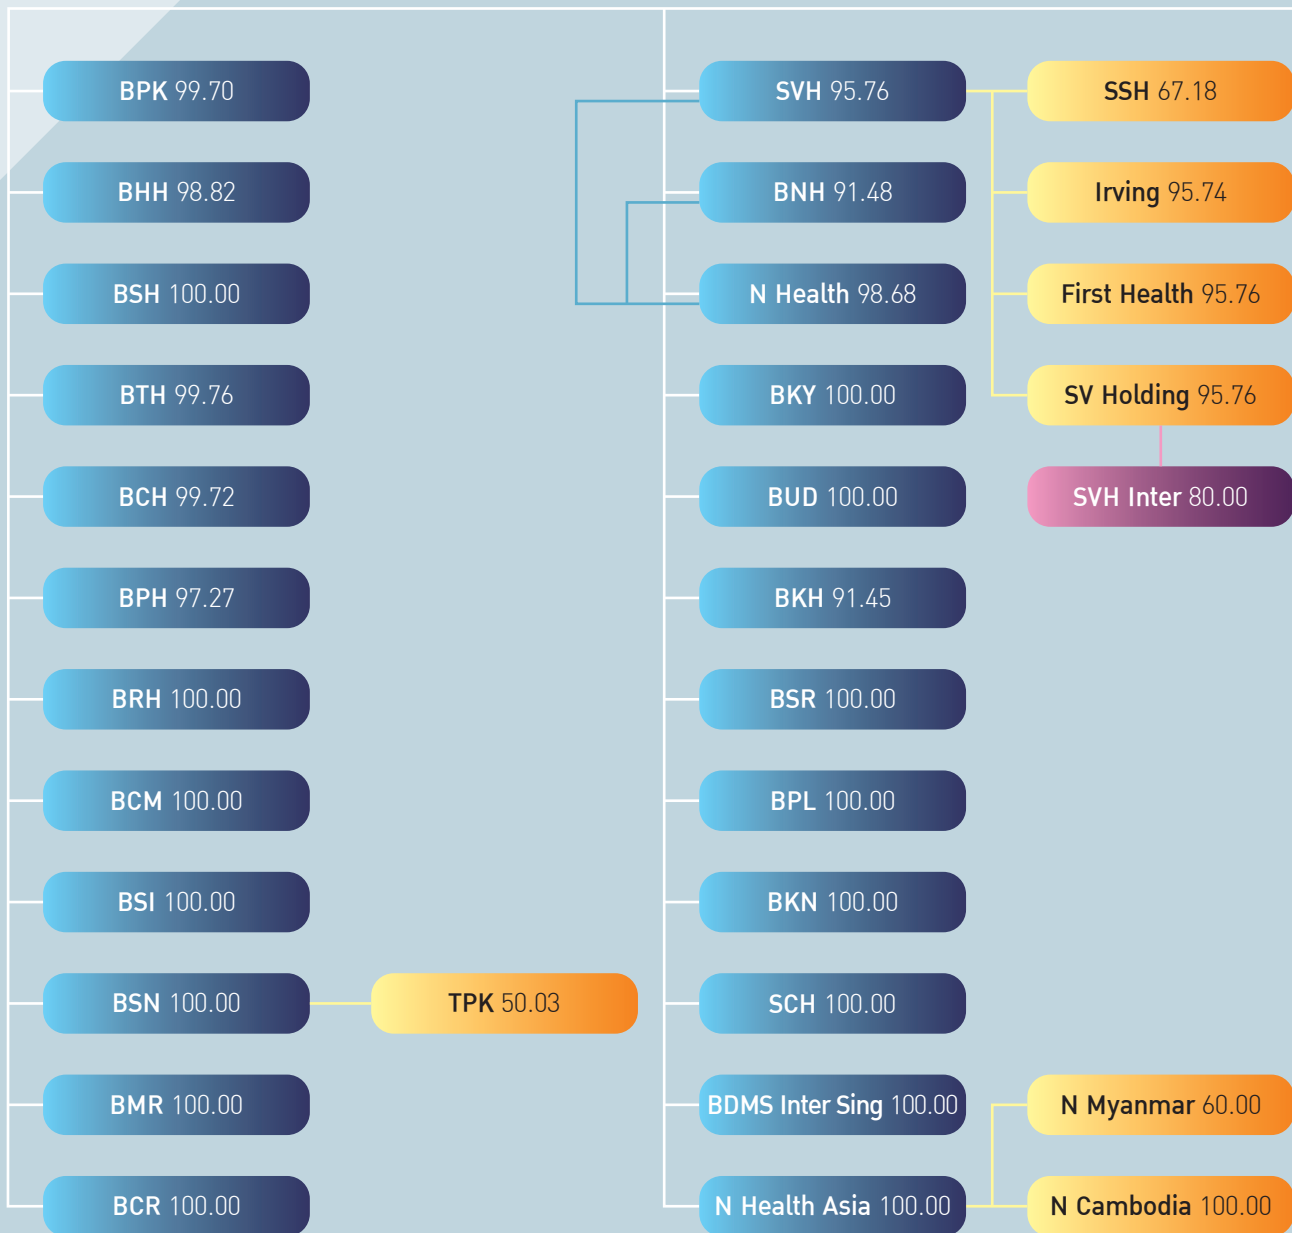 BPK 99.70
BHH 98.82
BSH 100.00
BTH 99.76
BCH 99.72
BPH 97.27
BRH 100.00
BCM 100.00
BSI 100.00
BSN 100.00
TPK 50.03
BMR 100.00
BCR 100.00
SVH 95.76
BNH 91.48
N Health 98.68
BKY 100.00
BUD 100.00
BKH 91.45
BSR 100.00
BPL 100.00
BKN 100.00
SCH 100.00
BDMS Inter Sing 100.00
N Health Asia 100.00
SSH 67.18
Irving 95.74
First Health 95.76
SV Holding 95.76
SVH Inter 80.00
N Myanmar 60.00
N Cambodia 100.00